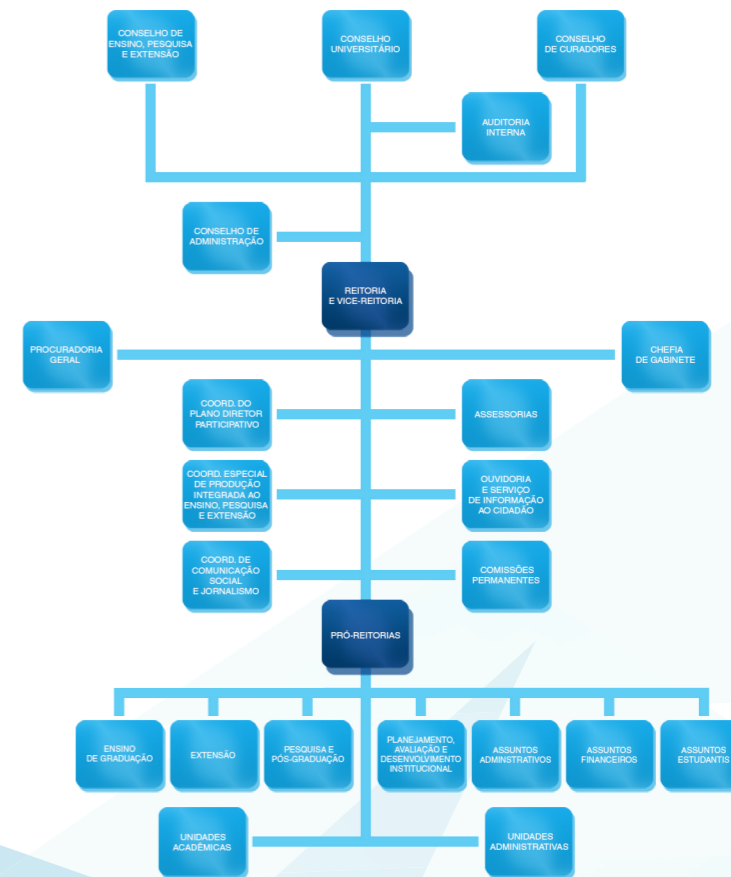 CONSELHO DE
ENSINO, PESQUISA
E EXTENSÃO
CONSELHO
UNIVERSITÁRIO
CONSELHO
DE CURADORES
AUDITORIA
INTERNA
CONSELHO DE
ADMINISTRAÇÃO
REITORIA
E VICE-REITORIA
PROCURADORIA
GERAL
CHEFIA
DE GABINETE
COORD. DO
PLANO DIRETOR
PARTICIPATIVO
ASSESSORIAS
COORD. ESPECIAL
DE PRODUÇÃO
INTEGRADA AO
ENSINO, PESQUISA
E EXTENSÃO
OUVIDORIA
E SERVIÇO
DE INFORMAÇÃO
AO CIDADÃO
COORD. DE
COMUNICAÇÃO
SOCIAL
E JORNALISMO
COMISSÕES
PERMANENTES
PRÓ-REITORIAS
ENSINO
DE GRADUAÇÃO
EXTENSÃO
PESQUISA E
PÓS-GRADUAÇÃO
PLANEJAMENTO,
AVALIAÇÃO E
DESENVOLVIMENTO
INSTITUCIONAL
ASSUNTOS
ADMINSTRATIVOS
ASSUNTOS
FINANCEIROS
ASSUNTOS
ESTUDANTIS
UNIDADES
ACADÊMICAS
UNIDADES
ADMINISTRATIVAS